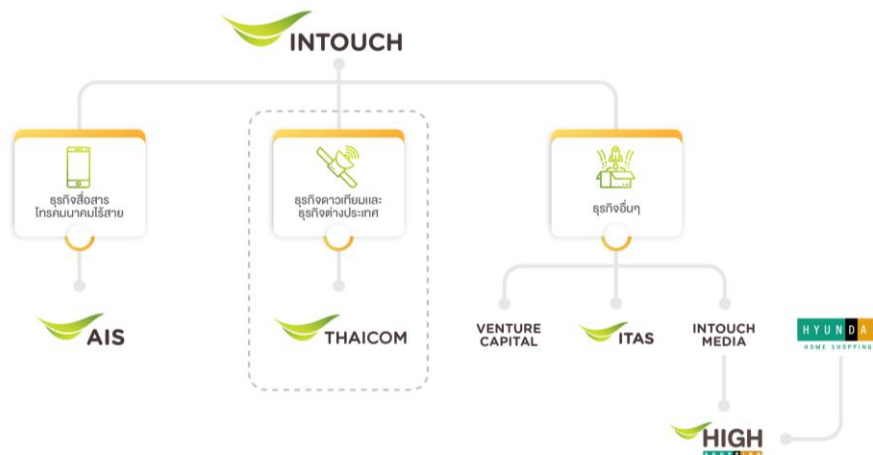 INTOUCH
ธุรกิจสื่อสาร
โทรคมนาคมไร้สาย
ธุรกิจดาวเทียมและ
ธุรกิจต่างประเทศ
ธุรกิจอื่นๆ
AIS
THAICOM
VENTURE
CAPITAL
ITAS
INTOUCH
MEDIA
HYUNDA
HOME SHOPPING
HIGH